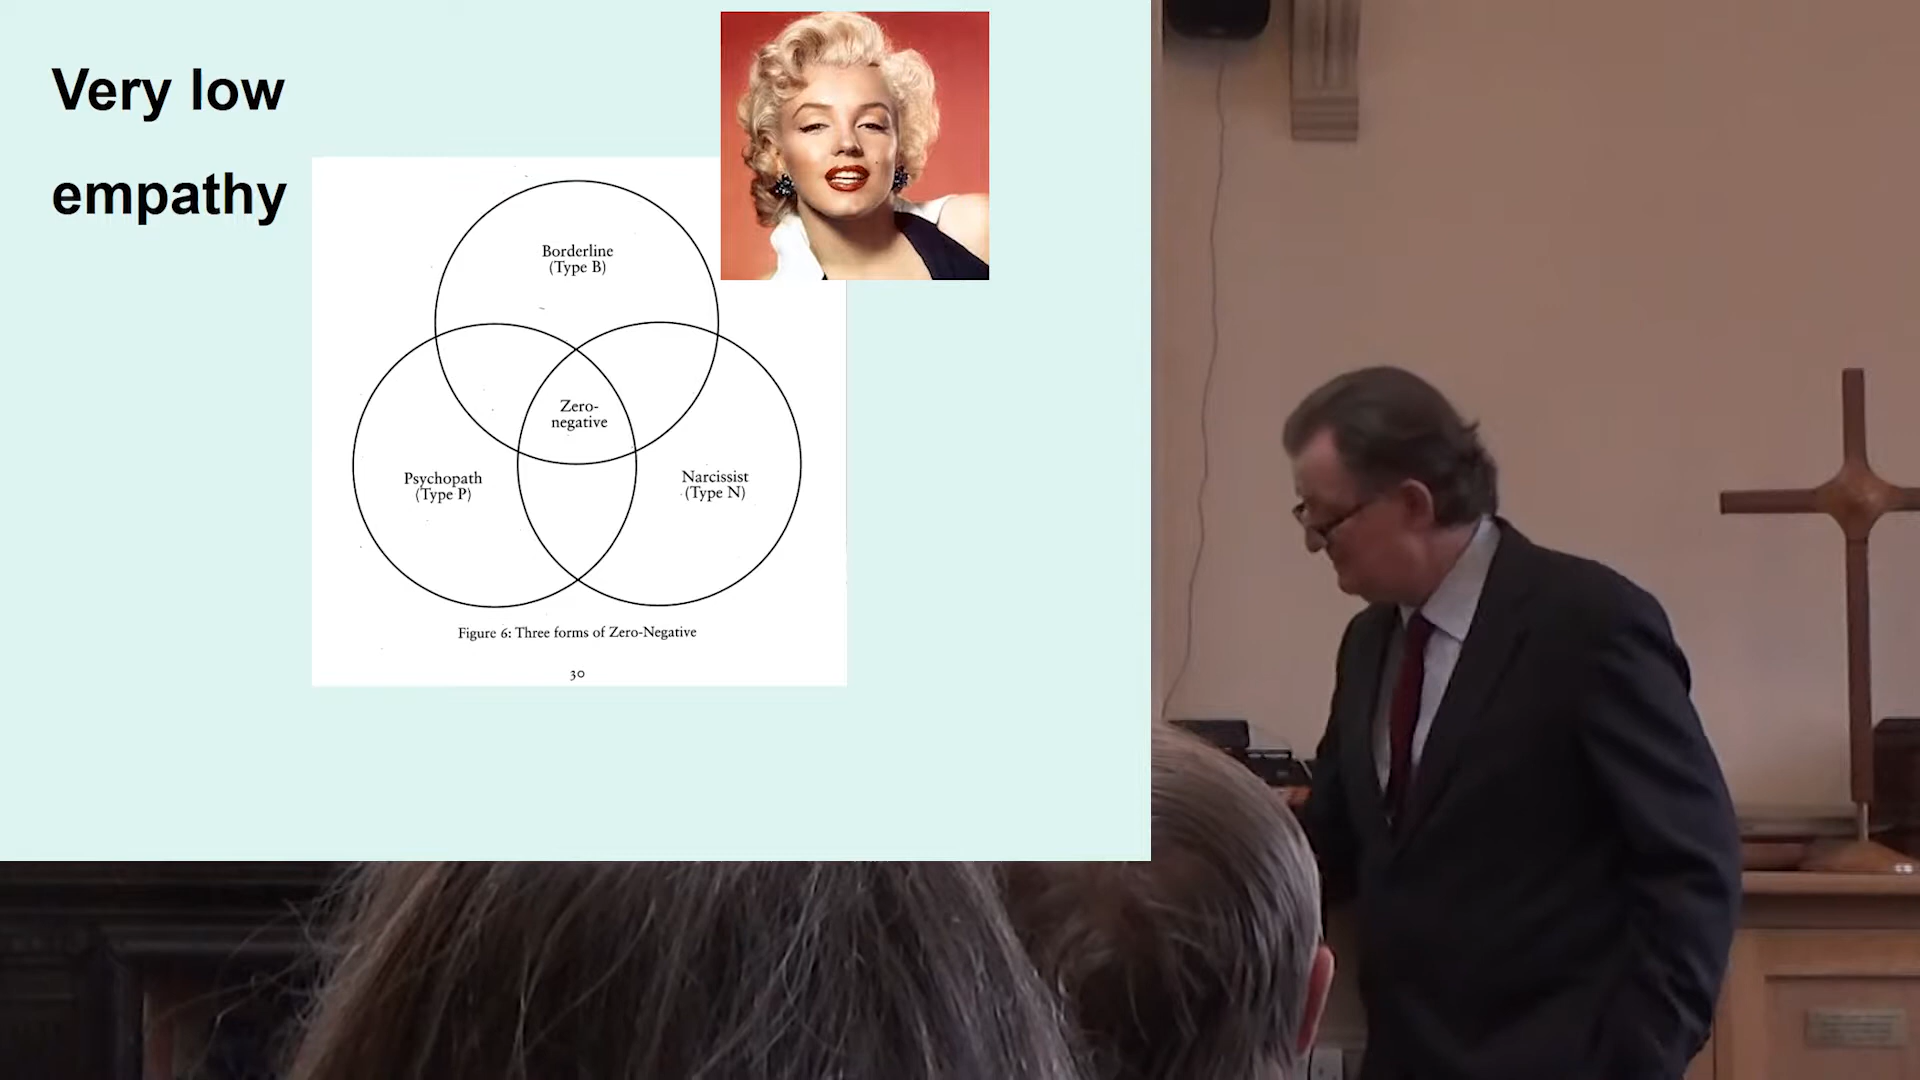 Very low
empathy
Borderline
(Type B)
Zero-
negative
Psychopath
(Type P)
Narcissist
(Type N)
Figure 6: Three forms of Zero-Negative
30